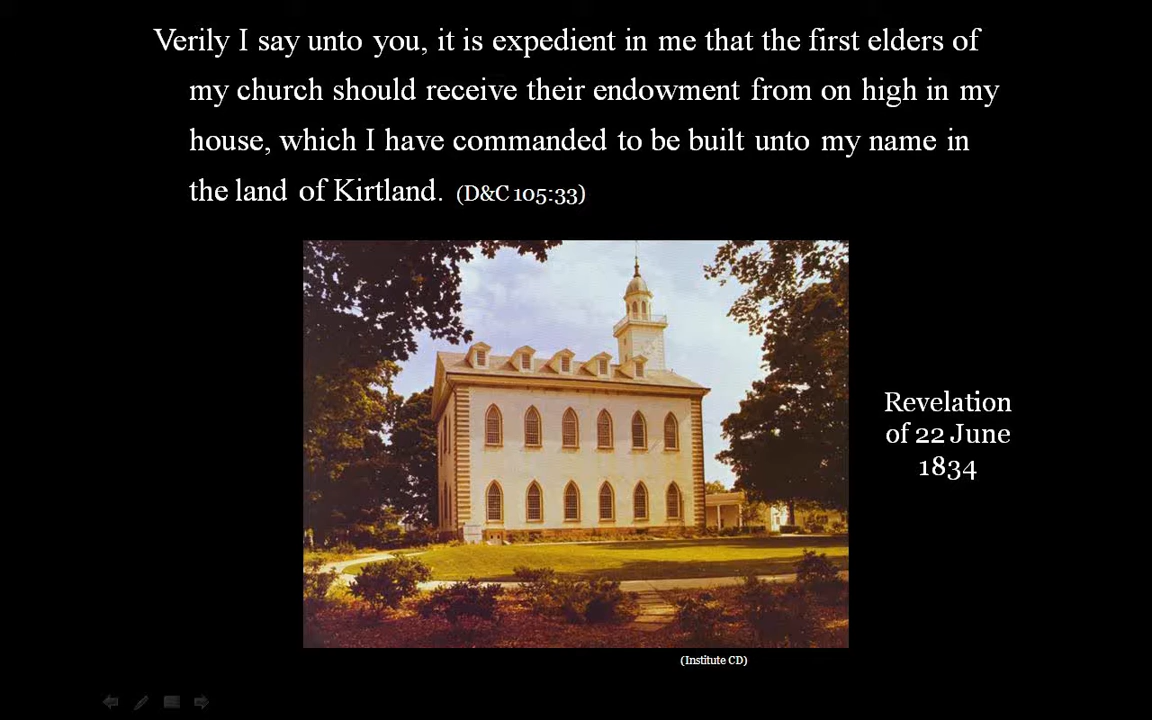 Verily I say unto you, it is expedient in me that the first elders of
my church should receive their endowment from on high in my
house, which I have commanded to be built unto my name in
the land of Kirtland. (D&C 105:33)
Revelation
of 22 June
1834
(Institute CD)